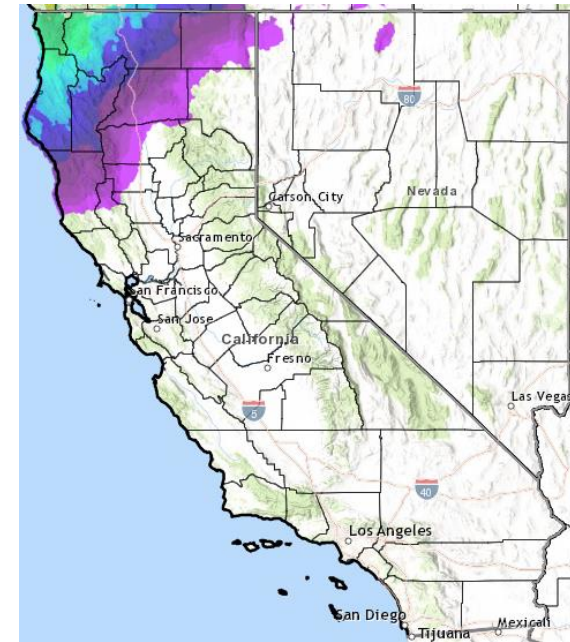 80
Nevada
Carson City
Sacramento
San Francisco
San Jose
California
Fresno
Las Vegas
5
40
Los Angeles
San Diego
Tijuana
Mexicali